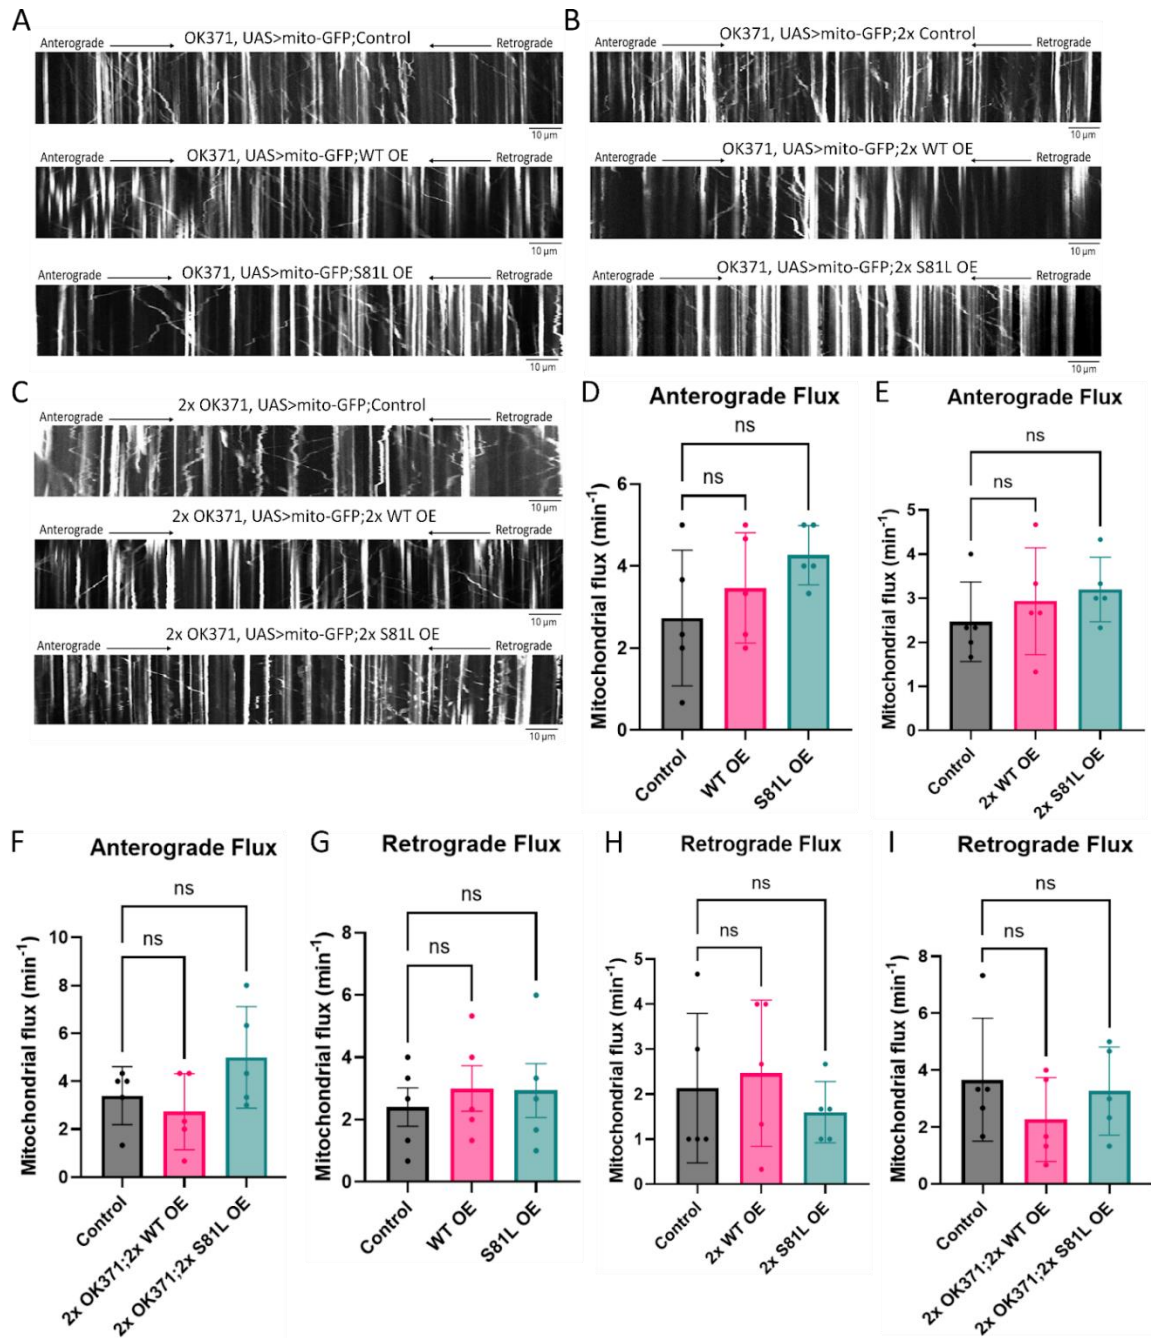 A
OK371, UAS>mito-GFP;Control
Anterograde
Retrograde
10 µm
OK371, UAS>mito-GFP;WT OE
Anterograde
Retrograde
10 µm
OK371, UAS>mito-GFP;S81L OE
Anterograde
Retrograde
10 µm
B
OK371, UAS>mito-GFP;2x Control
Anterograde
Retrograde
10 µm
OK371, UAS>mito-GFP;2x WT OE
Anterograde
Retrograde
10 µm
OK371, UAS>mito-GFP;2x S81L OE
Anterograde
Retrograde
10 µm
C
2x OK371, UAS>mito-GFP;Control
Anterograde
Retrograde
10 µm
2x OK371, UAS>mito-GFP;2x WT OE
Anterograde
Retrograde
10 µm
2x OK371, UAS>mito-GFP;2x S81L OE
Anterograde
Retrograde
10 µm
D
Anterograde Flux
ns
ns
Mitochondrial flux (min⁻¹)
6
4
2
0
Control
WT OE
S81L OE
E
Anterograde Flux
ns
ns
Mitochondrial flux (min⁻¹)
5
4
3
2
1
0
Control
2x WT OE
2x S81L OE
F
Anterograde Flux
ns
ns
Mitochondrial flux (min⁻¹)
10
8
6
4
2
0
Control
2x OK371;2x WT OE
2x OK371;2x S81L OE
G
Retrograde Flux
ns
ns
Mitochondrial flux (min⁻¹)
8
6
4
2
0
Control
WT OE
S81L OE
H
Retrograde Flux
ns
ns
Mitochondrial flux (min⁻¹)
5
4
3
2
1
0
Control
2x WT OE
2x S81L OE
I
Retrograde Flux
ns
ns
Mitochondrial flux (min⁻¹)
8
6
4
2
0
Control
2x OK371;2x WT OE
2x OK371;2x S81L OE